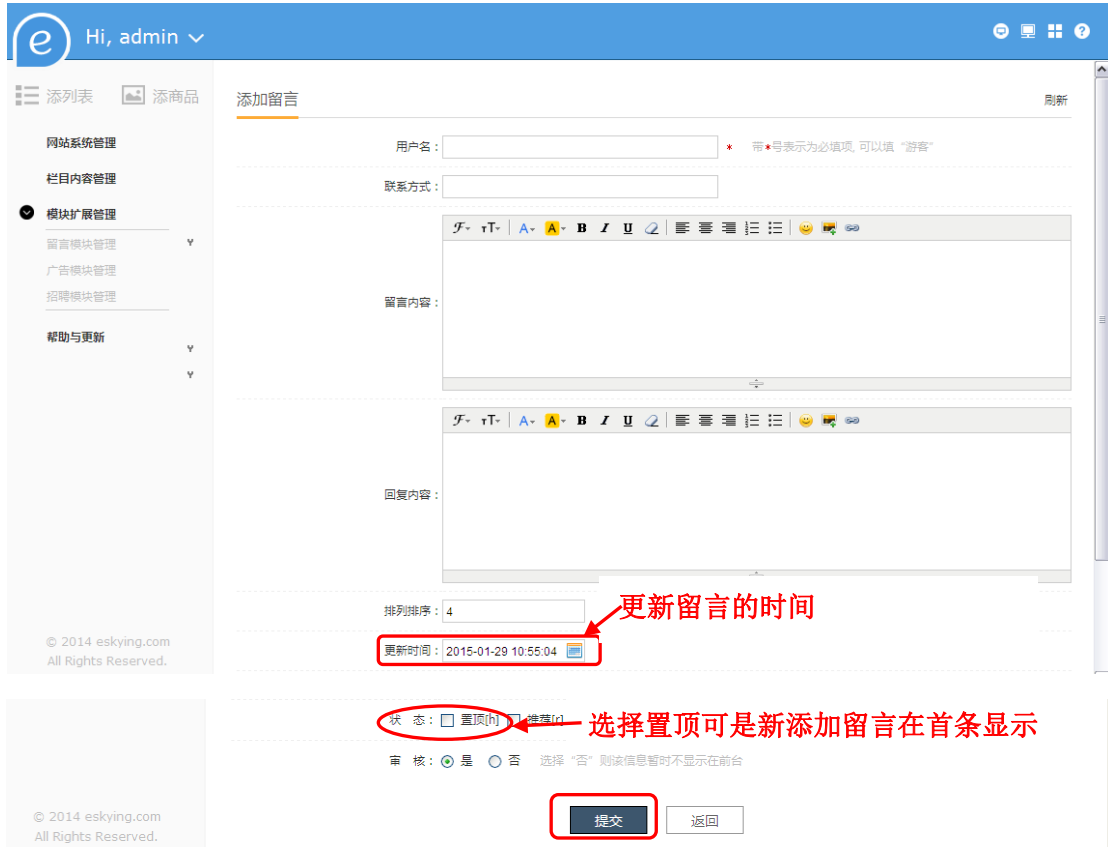 e Hi, admin
添列表 添商品
网站系统管理
栏目内容管理
模块扩展管理
留言模块管理
广告模块管理
招聘模块管理
帮助与更新
© 2014 eskying.com
All Rights Reserved.
添加留言 刷新
用户名： * 带*号表示为必填项, 可以填 “游客”
联系方式：
留言内容：
回复内容：
排列排序：4
更新留言的时间
更新时间：2015-01-29 10:55:04
状 态： 置顶[h] 推荐[r]
选择置顶可是新添加留言在首条显示
审 核： 是 否 选择 “否” 则该信息暂时不显示在前台
提交 返回
© 2014 eskying.com
All Rights Reserved.